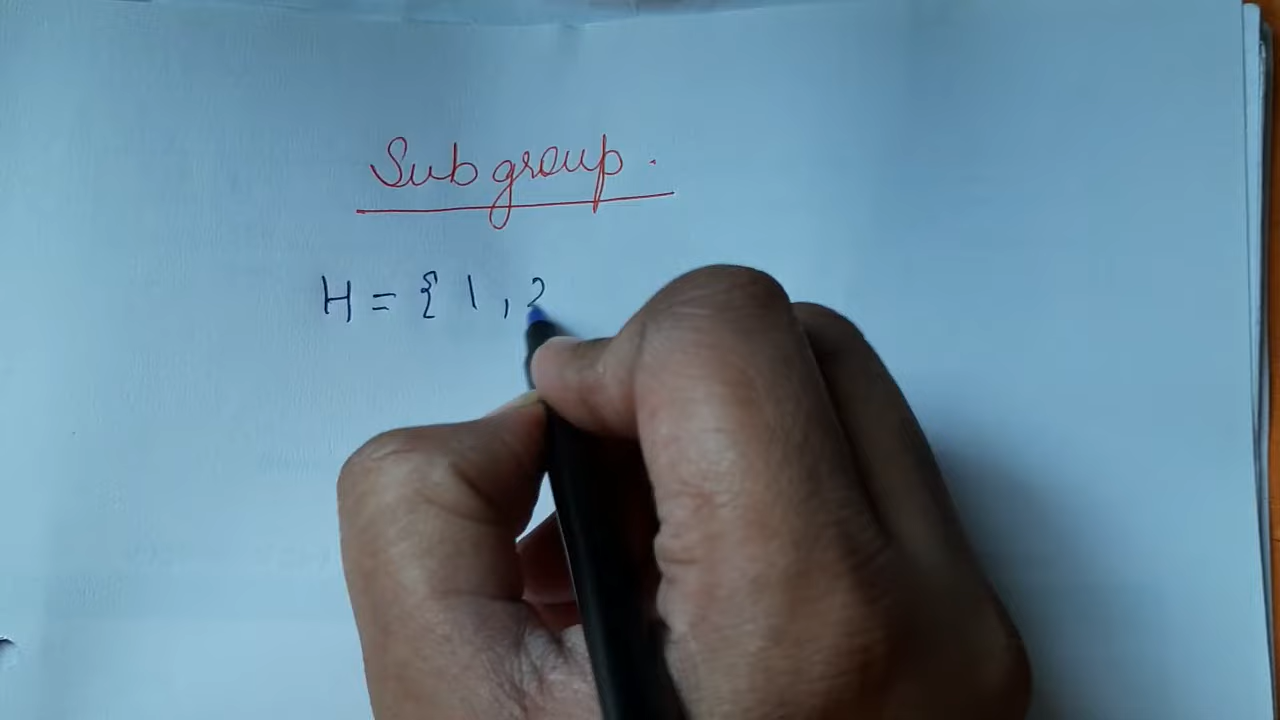 Subgroup.
H = { 1 , 2